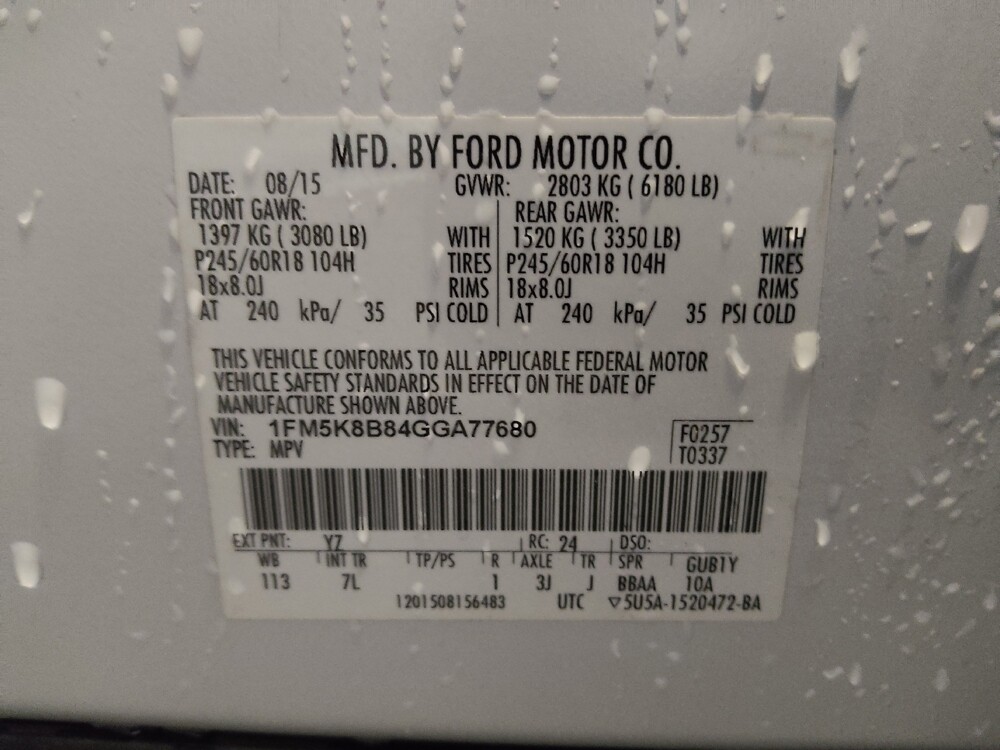 MFD. BY FORD MOTOR CO.
DATE: 08/15 GVWR: 2803 KG ( 6180 LB)
FRONT GAWR: REAR GAWR:
1397 KG ( 3080 LB) WITH 1520 KG ( 3350 LB) WITH
P245/60R18 104H TIRES P245/60R18 104H TIRES
18x8.0J RIMS 18x8.0J RIMS
AT 240 kPa/ 35 PSI COLD AT 240 kPa/ 35 PSI COLD
THIS VEHICLE CONFORMS TO ALL APPLICABLE FEDERAL MOTOR
VEHICLE SAFETY STANDARDS IN EFFECT ON THE DATE OF
MANUFACTURE SHOWN ABOVE.
VIN: 1FM5K8B84GGA77680 F0257
TYPE: MPV T0337
EXT PNT: YZ RC: 24 DSO:
WB INT TR TP/PS R AXLE TR SPR GUB1Y
113 7L 1 3J J BBAA 10A
1201508156483 UTC ▽5U5A-1520472-BA